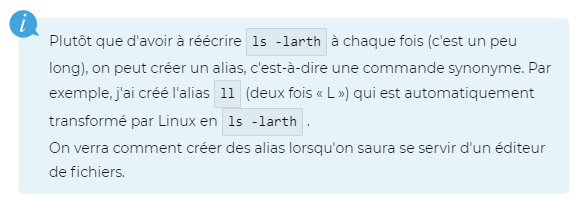 i
Plutôt que d'avoir à réécrire ls -larth à chaque fois (c'est un peu
long), on peut créer un alias, c'est-à-dire une commande synonyme. Par
exemple, j'ai créé l'alias ll (deux fois « L ») qui est automatiquement
transformé par Linux en ls -larth .
On verra comment créer des alias lorsqu'on saura se servir d'un éditeur
de fichiers.